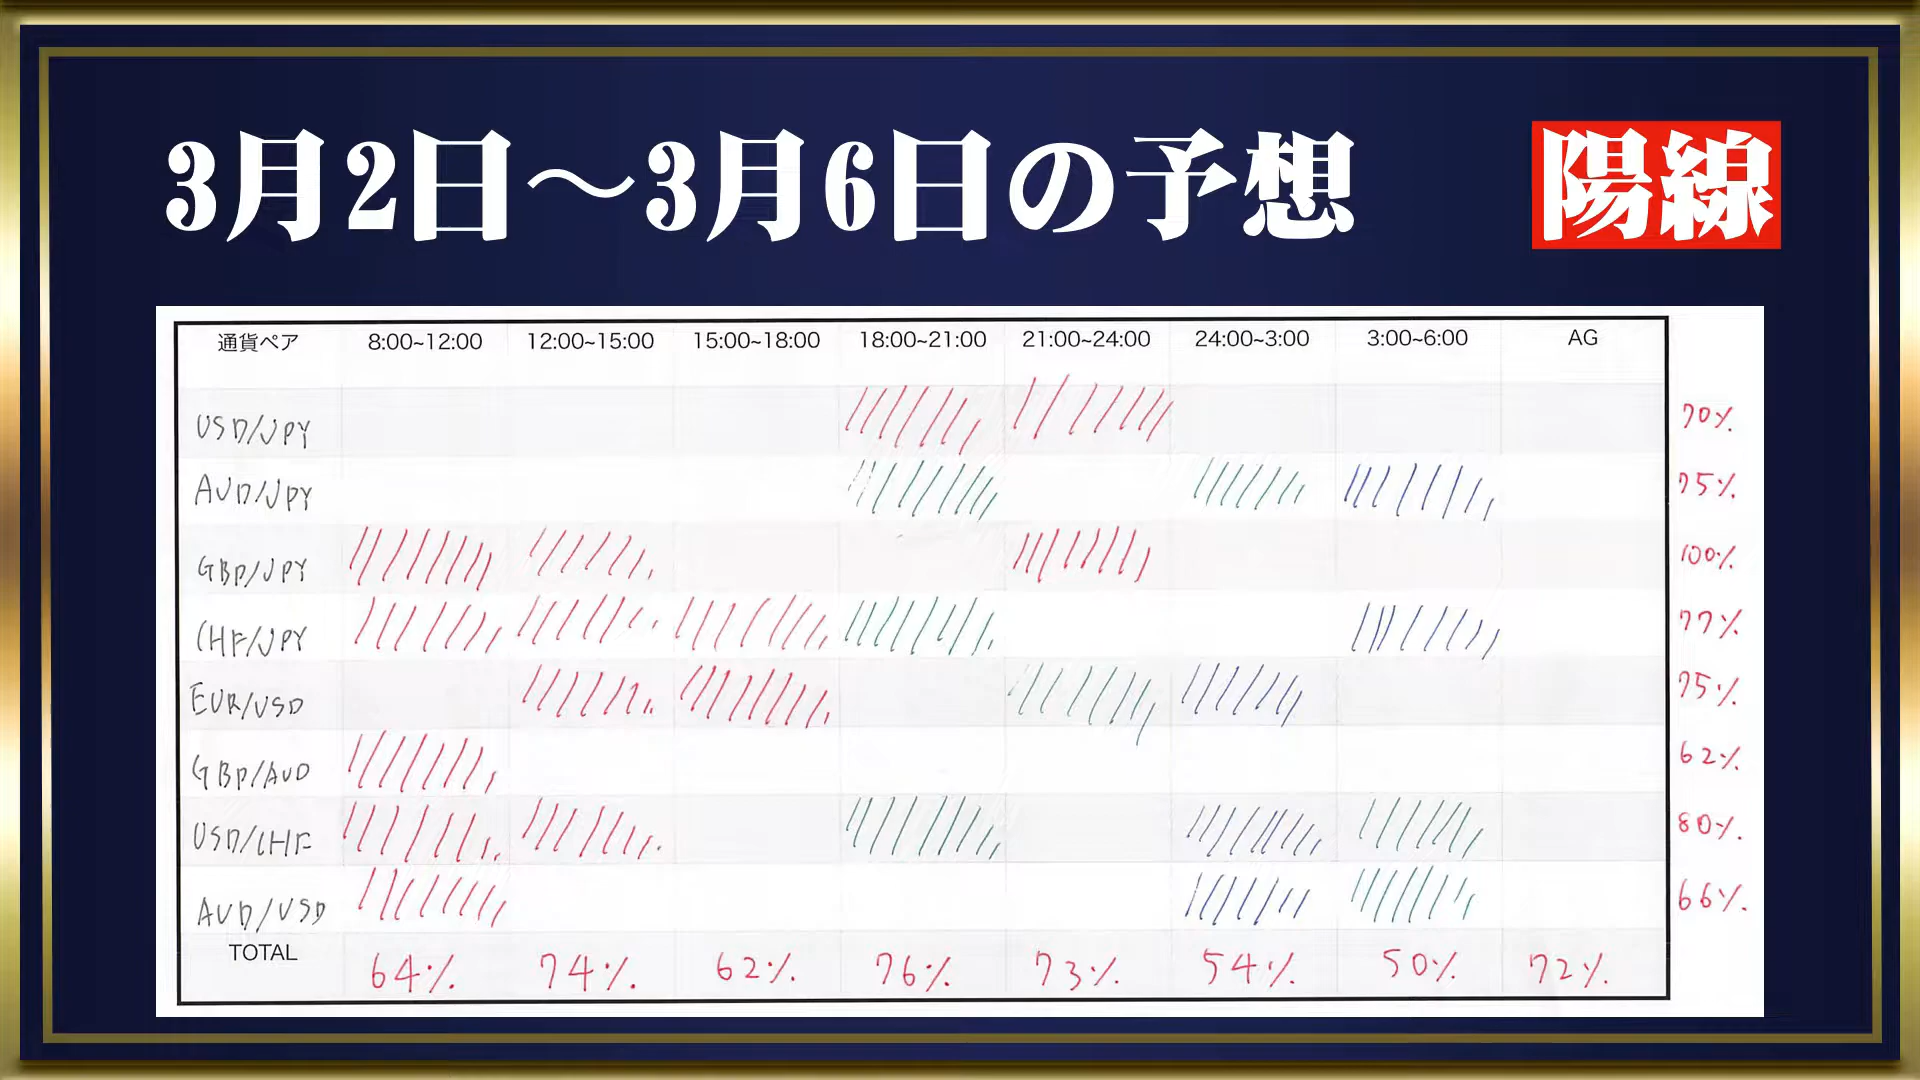 3月2日～3月6日の予想 陽線
通貨ペア 8:00~12:00 12:00~15:00 15:00~18:00 18:00~21:00 21:00~24:00 24:00~3:00 3:00~6:00 AG
USD/JPY 70%
AUD/JPY 75%
GBP/JPY 100%
CHF/JPY 77%
EUR/USD 75%
GBP/AUD 62%
USD/CHF 80%
AUD/USD 66%
TOTAL 64% 74% 62% 76% 73% 54% 50% 72%